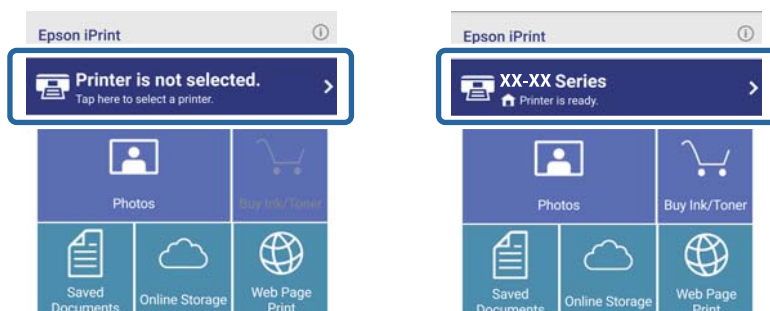 Epson iPrint
Printer is not selected.
Tap here to select a printer.
Photos
Buy Ink/Toner
Saved
Documents
Online Storage
Web Page
Print
Epson iPrint
XX-XX Series
Printer is ready.
Photos
Buy Ink/Toner
Saved
Documents
Online Storage
Web Page
Print